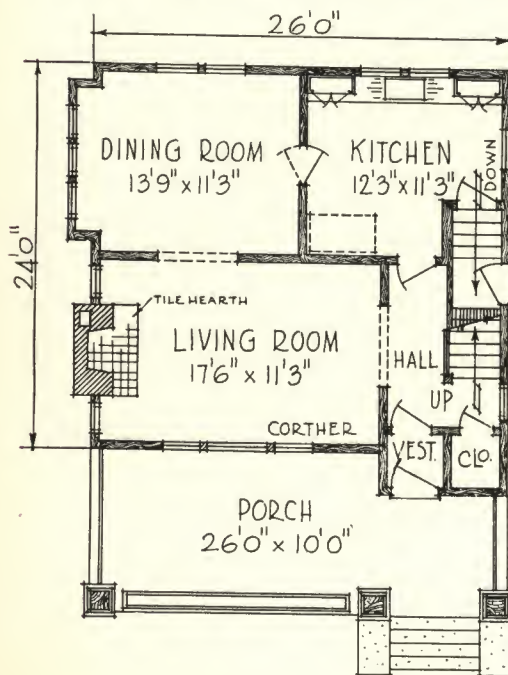 26'0"
DINING ROOM
13'9" x 11'3"
KITCHEN
12'3" x 11'3"
DOWN
24'0"
TILE HEARTH
LIVING ROOM
17'6" x 11'3"
HALL
UP
CORTHER
VEST.
CLO.
PORCH
26'0" x 10'0"